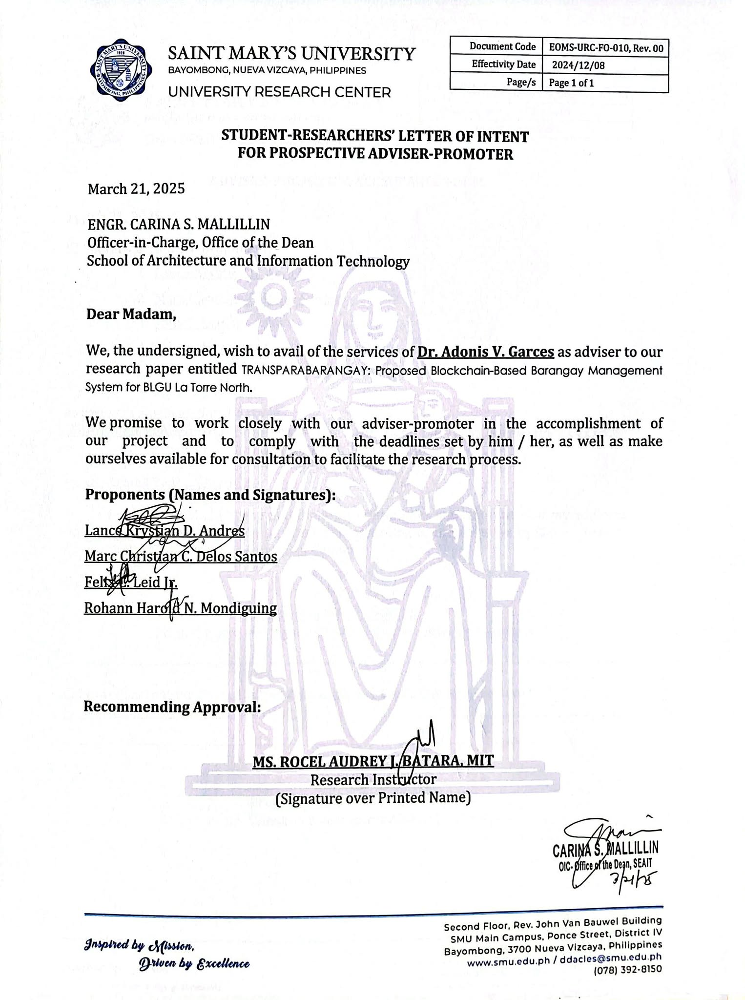 SAINT MARY'S UNIVERSITY
BAYOMBONG, PHILIPPINES
1928
SAINT MARY'S UNIVERSITY
BAYOMBONG, NUEVA VIZCAYA, PHILIPPINES
UNIVERSITY RESEARCH CENTER
Document Code EOMS-URC-FO-010, Rev. 00
Effectivity Date 2024/12/08
Page/s Page 1 of 1
STUDENT-RESEARCHERS' LETTER OF INTENT
FOR PROSPECTIVE ADVISER-PROMOTER
March 21, 2025
ENGR. CARINA S. MALLILLIN
Officer-in-Charge, Office of the Dean
School of Architecture and Information Technology
Dear Madam,
We, the undersigned, wish to avail of the services of Dr. Adonis V. Garces as adviser to our
research paper entitled TRANSPARABARANGAY: Proposed Blockchain-Based Barangay Management
System for BLGU La Torre North.
We promise to work closely with our adviser-promoter in the accomplishment of
our project and to comply with the deadlines set by him / her, as well as make
ourselves available for consultation to facilitate the research process.
Proponents (Names and Signatures):
Lance Krystian D. Andres
Marc Christian C. Delos Santos
Felix Leid Jr.
Rohann Harold N. Mondiguing
Recommending Approval:
MS. ROCEL AUDREY J. BATARA, MIT
Research Instructor
(Signature over Printed Name)
CARINA S. MALLILLIN
OIC- Office of the Dean, SEAIT
3/21/25
Inspired by Mission,
Driven by Excellence
Second Floor, Rev. John Van Bauwel Building
SMU Main Campus, Ponce Street, District IV
Bayombong, 3700 Nueva Vizcaya, Philippines
www.smu.edu.ph / ddacles@smu.edu.ph
(078) 392-8150